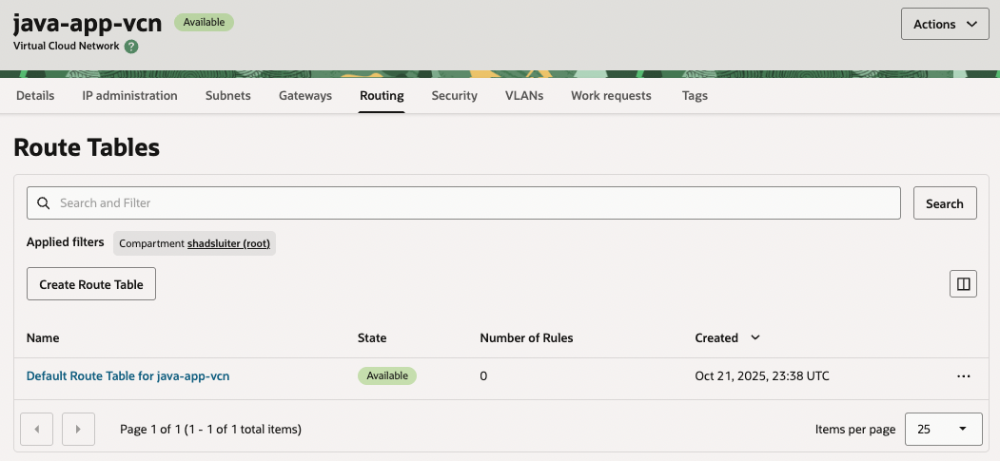 java-app-vcn Available Actions
Virtual Cloud Network ?
Details IP administration Subnets Gateways Routing Security VLANs Work requests Tags
Route Tables
Search and Filter Search
Applied filters Compartment shadsluiter (root)
Create Route Table
Name State Number of Rules Created
Default Route Table for java-app-vcn Available 0 Oct 21, 2025, 23:38 UTC ...
Page 1 of 1 (1 - 1 of 1 total items) Items per page 25